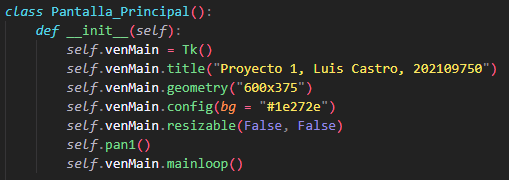 class Pantalla_Principal():
    def __init__(self):
        self.venMain = Tk()
        self.venMain.title("Proyecto 1, Luis Castro, 202109750")
        self.venMain.geometry("600x375")
        self.venMain.config(bg = "#1e272e")
        self.venMain.resizable(False, False)
        self.pan1()
        self.venMain.mainloop()